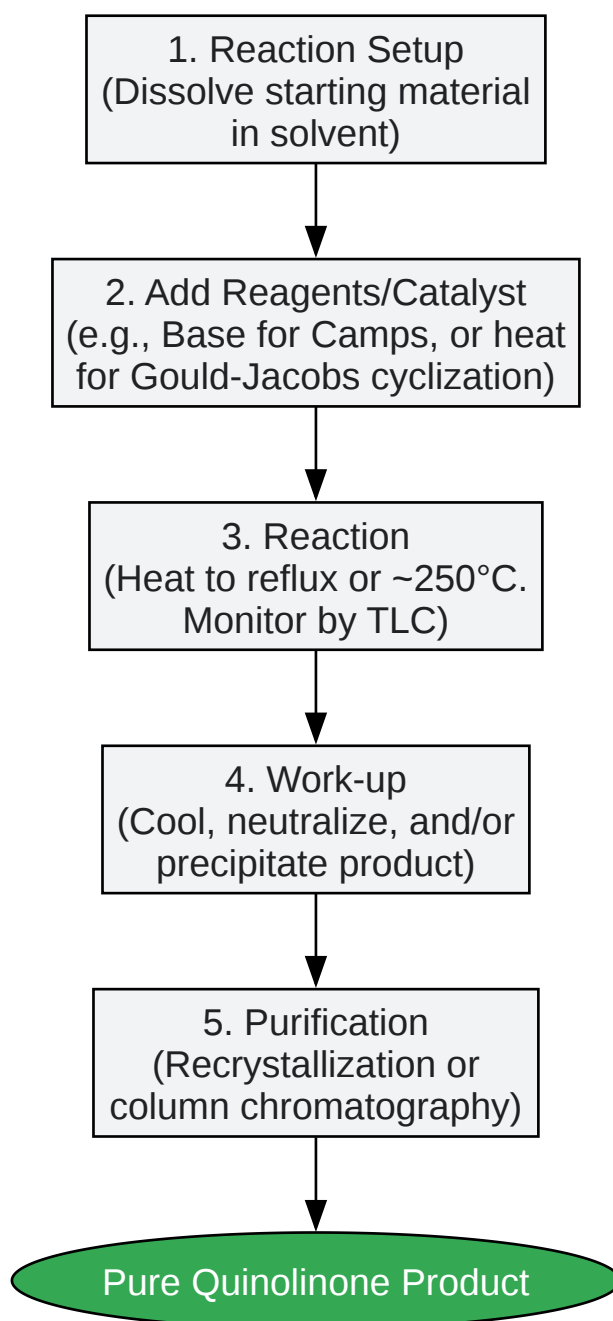 1. Reaction Setup
(Dissolve starting material
in solvent)
2. Add Reagents/Catalyst
(e.g., Base for Camps, or heat
for Gould-Jacobs cyclization)
3. Reaction
(Heat to reflux or ~250°C.
Monitor by TLC)
4. Work-up
(Cool, neutralize, and/or
precipitate product)
5. Purification
(Recrystallization or
column chromatography)
Pure Quinolinone Product